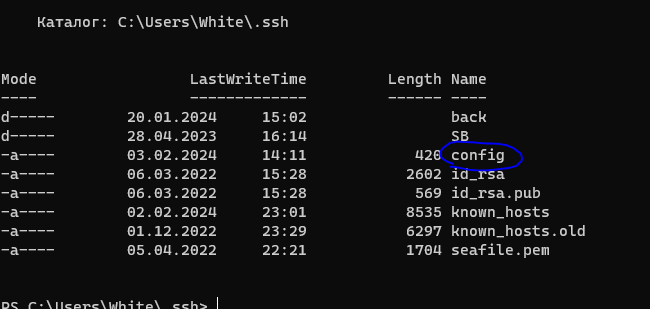 Каталог: C:\Users\White\.ssh
Mode LastWriteTime Length Name
---- ------------- ------ ----
d----- 20.01.2024 15:02 back
d----- 28.04.2023 16:14 SB
-a---- 03.02.2024 14:11 420 config
-a---- 06.03.2022 15:28 2602 id_rsa
-a---- 06.03.2022 15:28 569 id_rsa.pub
-a---- 02.02.2024 23:01 8535 known_hosts
-a---- 01.12.2022 23:29 6297 known_hosts.old
-a---- 05.04.2022 22:21 1704 seafile.pem
PS C:\Users\White\.ssh>